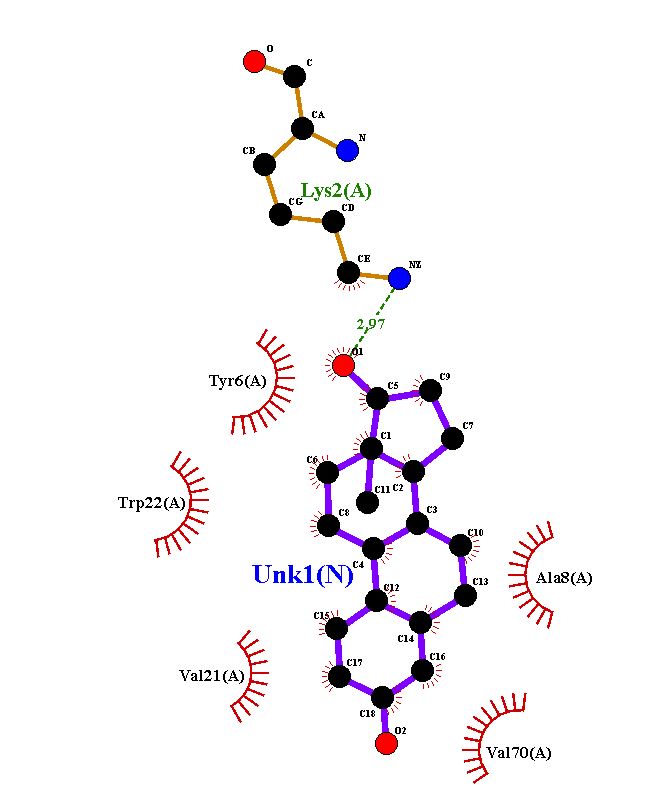 O
C
CA
N
CB
Lys2(A)
CG
CD
CE
NZ
2.97
O1
Tyr6(A)
C5
C9
C1
C7
C6
C2
C11
Trp22(A)
C8
C3
C10
C4
Unk1(N)
Ala8(A)
C12
C13
C15
C14
C17
C16
Val21(A)
C18
O2
Val70(A)